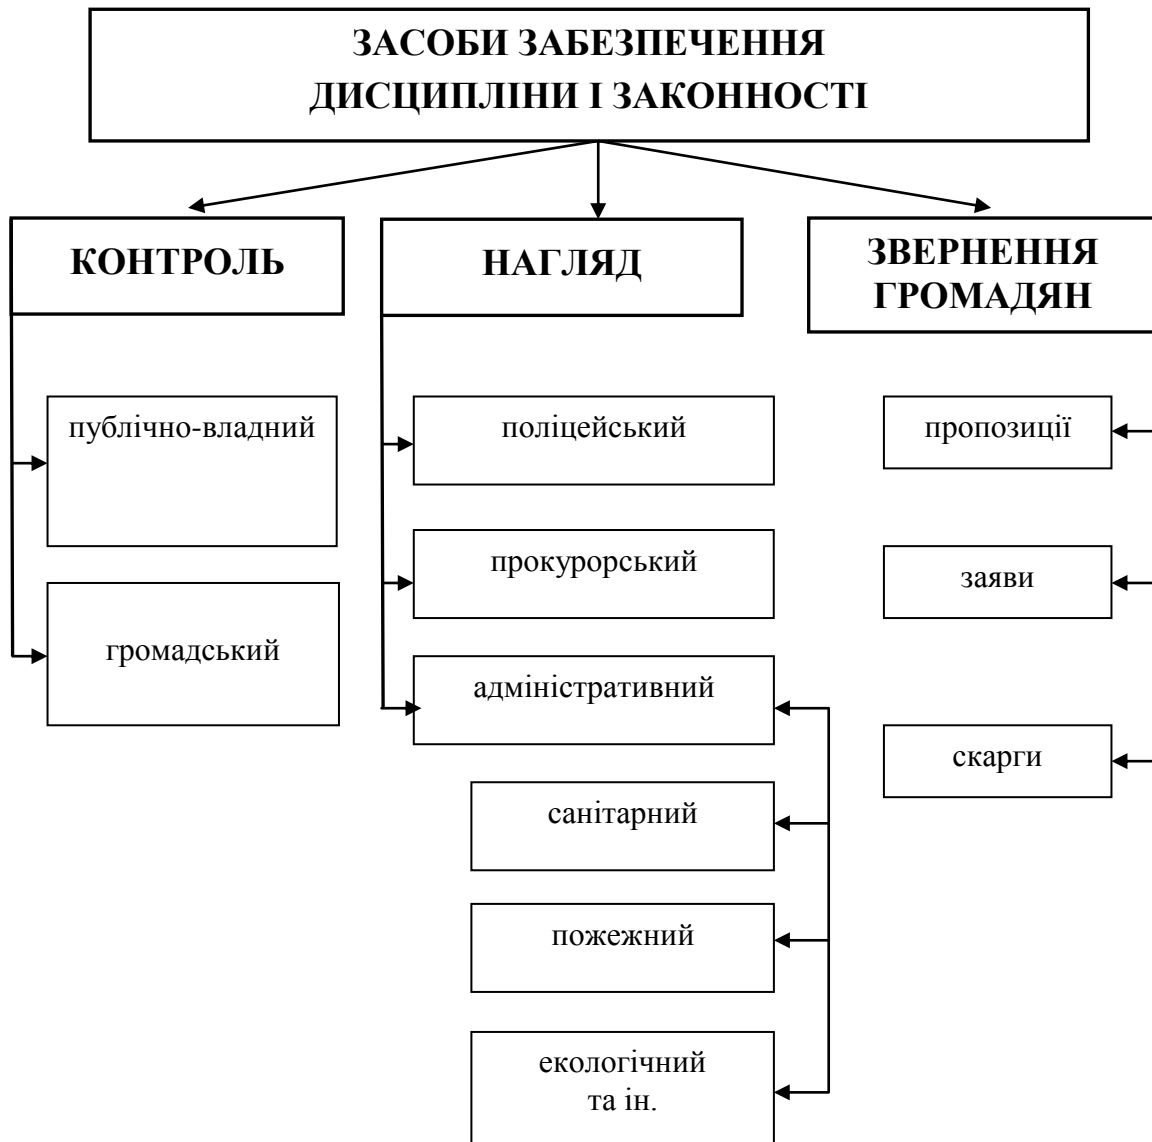 ЗАСОБИ ЗАБЕЗПЕЧЕННЯ
ДИСЦИПЛІНИ І ЗАКОННОСТІ
КОНТРОЛЬ
НАГЛЯД
ЗВЕРНЕННЯ
ГРОМАДЯН
публічно-владний
громадський
поліцейський
прокурорський
адміністративний
санітарний
пожежний
екологічний
та ін.
пропозиції
заяви
скарги